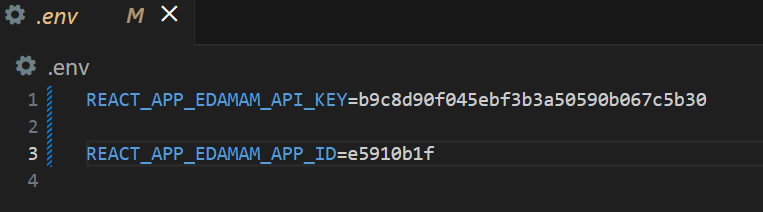 .env M
.env
1 REACT_APP_EDAMAM_API_KEY=b9c8d90f045ebf3b3a50590b067c5b30
2
3 REACT_APP_EDAMAM_APP_ID=e5910b1f
4